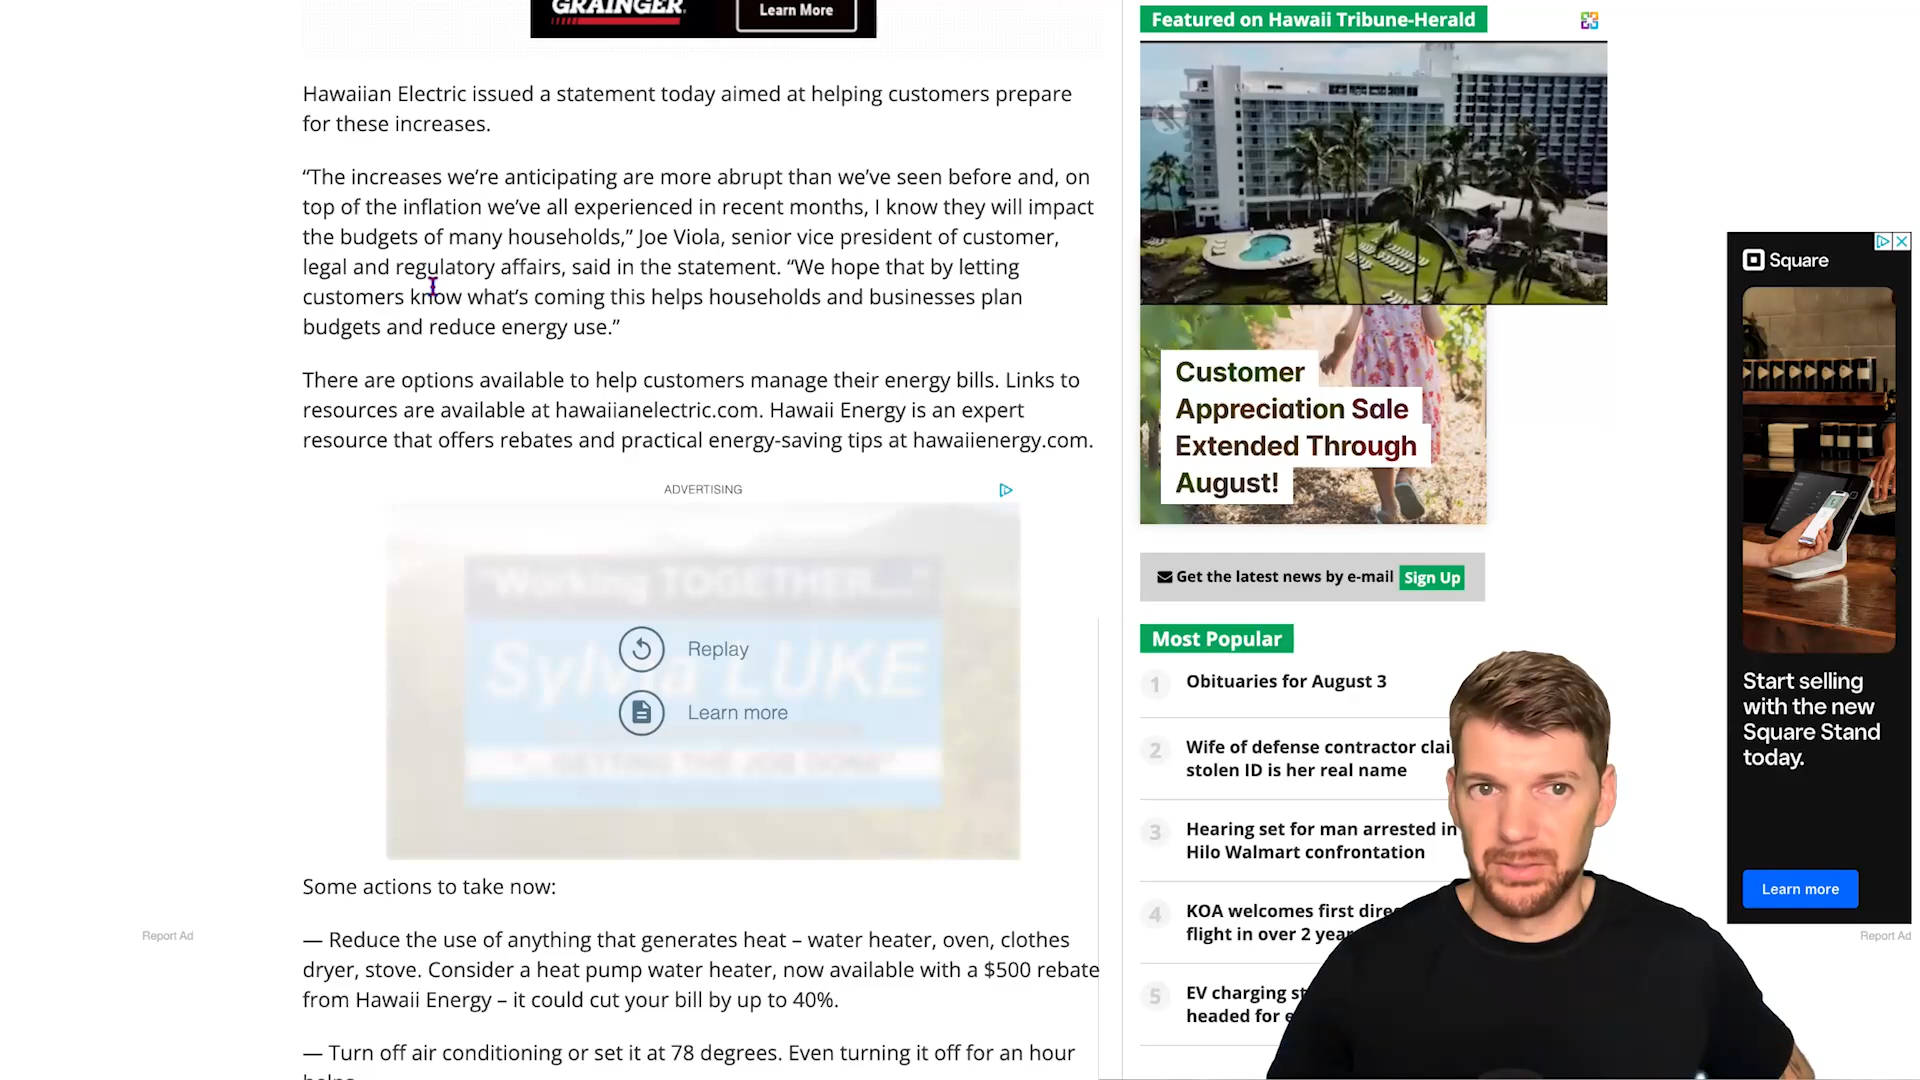 GRAINGER
Learn More
Hawaiian Electric issued a statement today aimed at helping customers prepare
for these increases.
“The increases we’re anticipating are more abrupt than we’ve seen before and, on
top of the inflation we’ve all experienced in recent months, I know they will impact
the budgets of many households,” Joe Viola, senior vice president of customer,
legal and regulatory affairs, said in the statement. “We hope that by letting
customers know what’s coming this helps households and businesses plan
budgets and reduce energy use.”
There are options available to help customers manage their energy bills. Links to
resources are available at hawaiianelectric.com. Hawaii Energy is an expert
resource that offers rebates and practical energy-saving tips at hawaiienergy.com.
ADVERTISING
"Working TOGETHER...."
Sylvia LUKE
Replay
Learn more
"...GETTING THE JOB DONE"
Some actions to take now:
— Reduce the use of anything that generates heat – water heater, oven, clothes
dryer, stove. Consider a heat pump water heater, now available with a $500 rebate
from Hawaii Energy – it could cut your bill by up to 40%.
— Turn off air conditioning or set it at 78 degrees. Even turning it off for an hour
Report Ad
Featured on Hawaii Tribune-Herald
Customer
Appreciation Sale
Extended Through
August!
Get the latest news by e-mail Sign Up
Most Popular
1 Obituaries for August 3
2 Wife of defense contractor
stolen ID is her real name
3 Hearing set for man arrested in
Hilo Walmart confrontation
4 KOA welcomes first
flight in over 2
5 EV charging
headed for
Square
Start selling
with the new
Square Stand
today.
Learn more
Report Ad